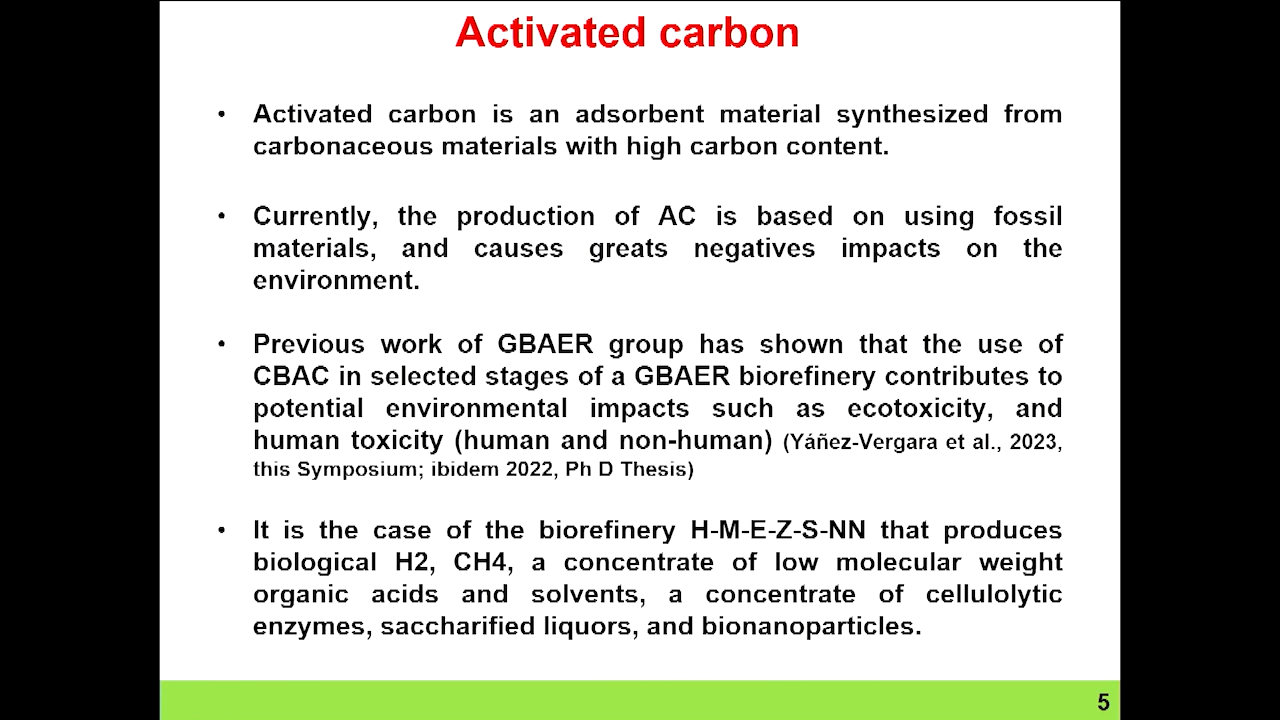 Activated carbon
• Activated carbon is an adsorbent material synthesized from
carbonaceous materials with high carbon content.
• Currently, the production of AC is based on using fossil
materials, and causes greats negatives impacts on the
environment.
• Previous work of GBAER group has shown that the use of
CBAC in selected stages of a GBAER biorefinery contributes to
potential environmental impacts such as ecotoxicity, and
human toxicity (human and non-human) (Yáñez-Vergara et al., 2023,
this Symposium; ibidem 2022, Ph D Thesis)
• It is the case of the biorefinery H-M-E-Z-S-NN that produces
biological H2, CH4, a concentrate of low molecular weight
organic acids and solvents, a concentrate of cellulolytic
enzymes, saccharified liquors, and bionanoparticles.
5